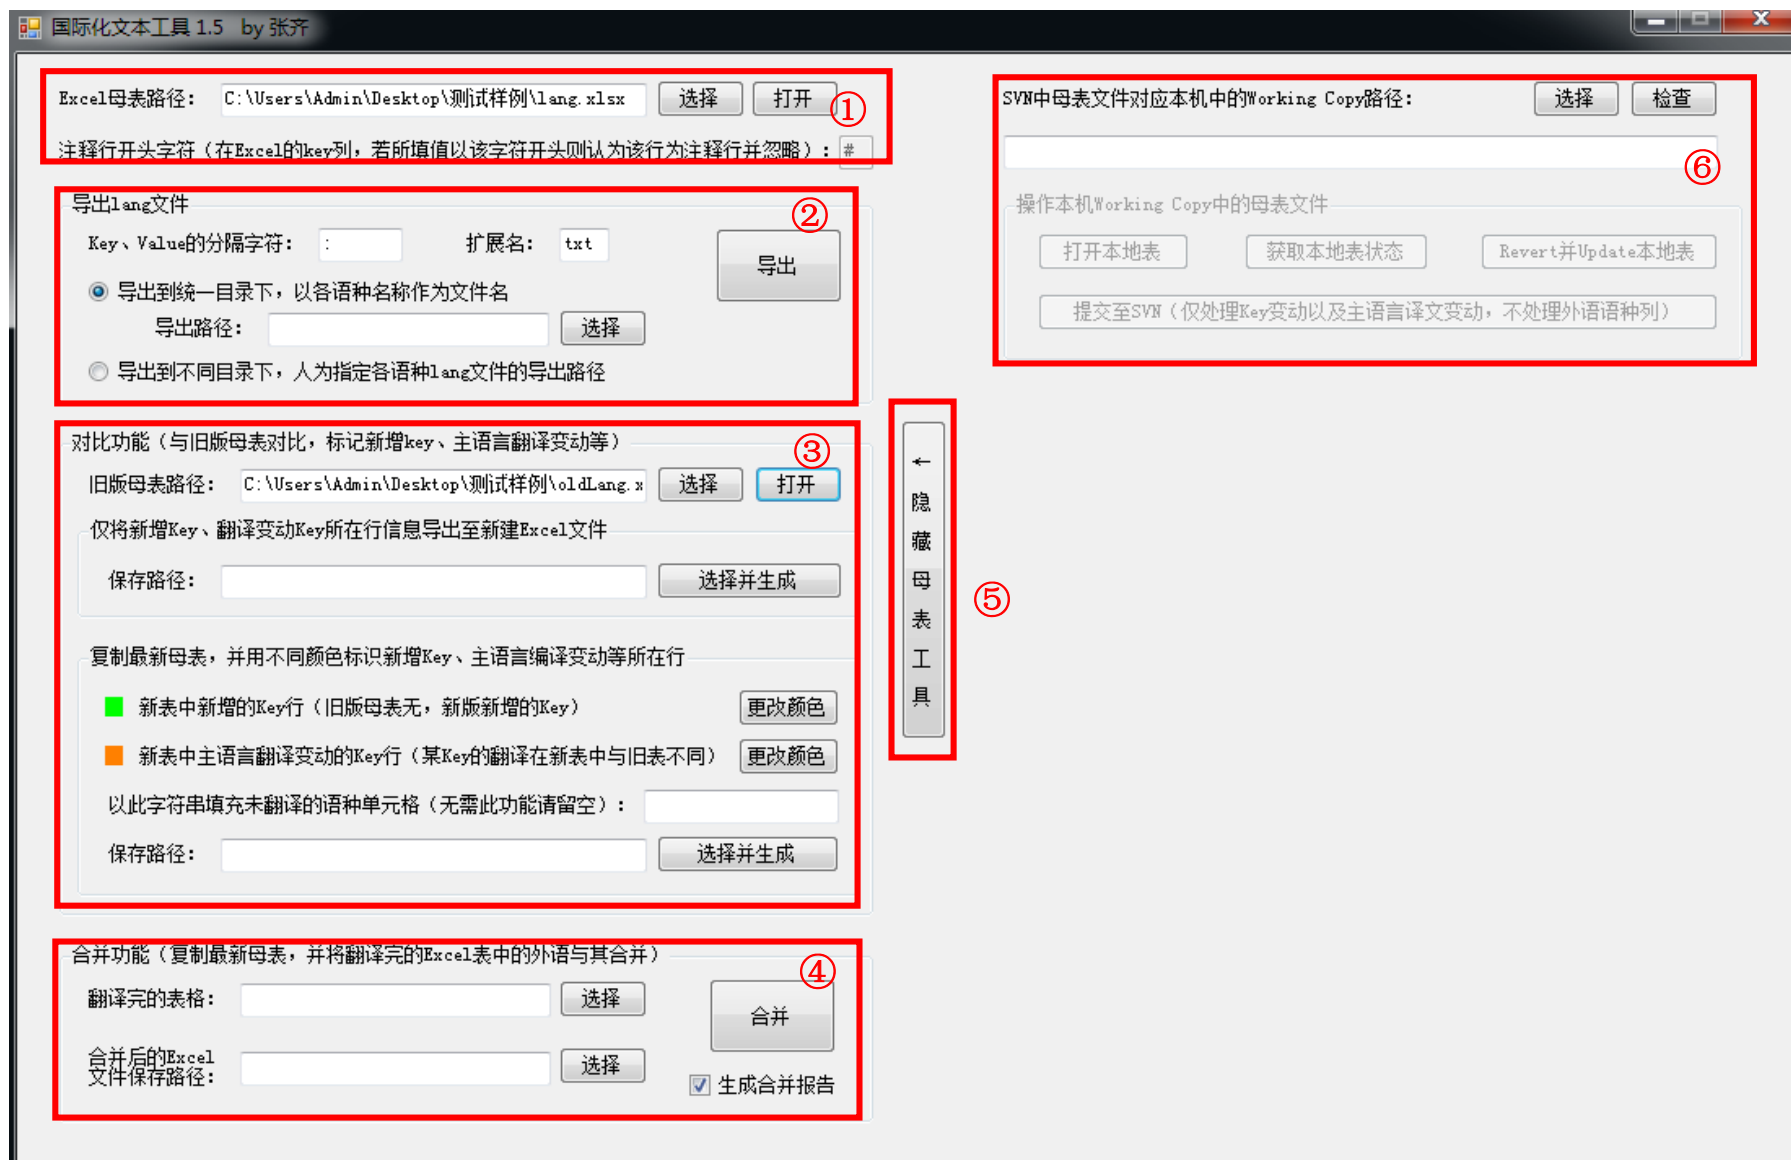 国际化文本工具 1.5 by 张齐
Excel母表路径： C:\Users\Admin\Desktop\测试样例\lang.xlsx 选择 打开 ①
注释行开头字符（在Excel的key列，若所填值以该字符开头则认为该行为注释行并忽略）: #
导出lang文件 ②
Key、Value的分隔字符： : 扩展名： txt 导出
导出到统一目录下，以各语种名称作为文件名
导出路径： 选择
导出到不同目录下，人为指定各语种lang文件的导出路径
对比功能（与旧版母表对比，标记新增key、主语言翻译变动等） ③
旧版母表路径： C:\Users\Admin\Desktop\测试样例\oldLang.x 选择 打开
仅将新增Key、翻译变动Key所在行信息导出至新建Excel文件
保存路径： 选择并生成
复制最新母表，并用不同颜色标识新增Key、主语言编译变动等所在行
新表中新增的Key行（旧版母表无，新版新增的Key） 更改颜色
新表中主语言翻译变动的Key行（某Key的翻译在新表中与旧表不同） 更改颜色
以此字符串填充未翻译的语种单元格（无需此功能请留空）：
保存路径： 选择并生成
合并功能（复制最新母表，并将翻译完的Excel表中的外语与其合并） ④
翻译完的表格： 选择 合并
合并后的Excel
文件保存路径： 选择
生成合并报告
←
隐
藏
母
表
工
具
⑤
SVN中母表文件对应本机中的Working Copy路径： 选择 检查
⑥
操作本机Working Copy中的母表文件
打开本地表 获取本地表状态 Revert并Update本地表
提交至SVN（仅处理Key变动以及主语言译文变动，不处理外语语种列）